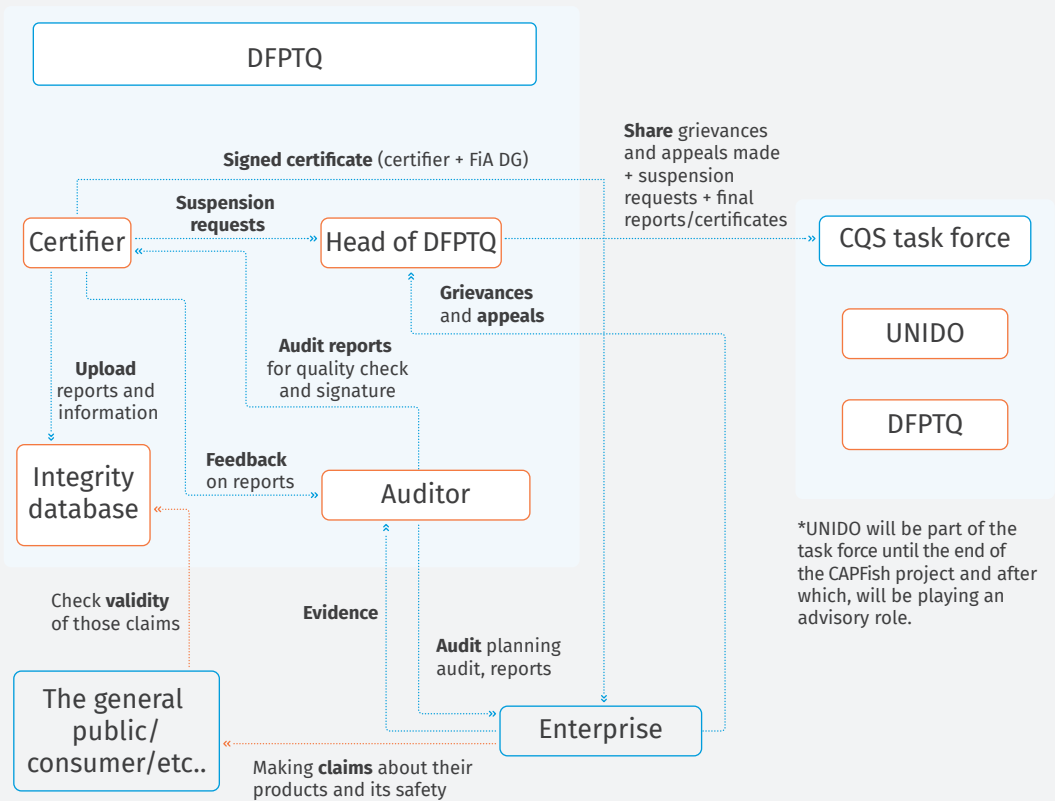 DFPTQ
Signed certificate (certifier + FiA DG)
Share grievances
and appeals made
+ suspension
requests + final
reports/certificates
Suspension
requests
Certifier
Head of DFPTQ
CQS task force
Grievances
and appeals
UNIDO
Audit reports
for quality check
and signature
Upload
reports and
information
DFPTQ
Feedback
on reports
Integrity
database
Auditor
*UNIDO will be part of the
task force until the end of
the CAPFish project and after
which, will be playing an
advisory role.
Check validity
of those claims
Evidence
Audit planning
audit, reports
The general
public/
consumer/etc..
Enterprise
Making claims about their
products and its safety